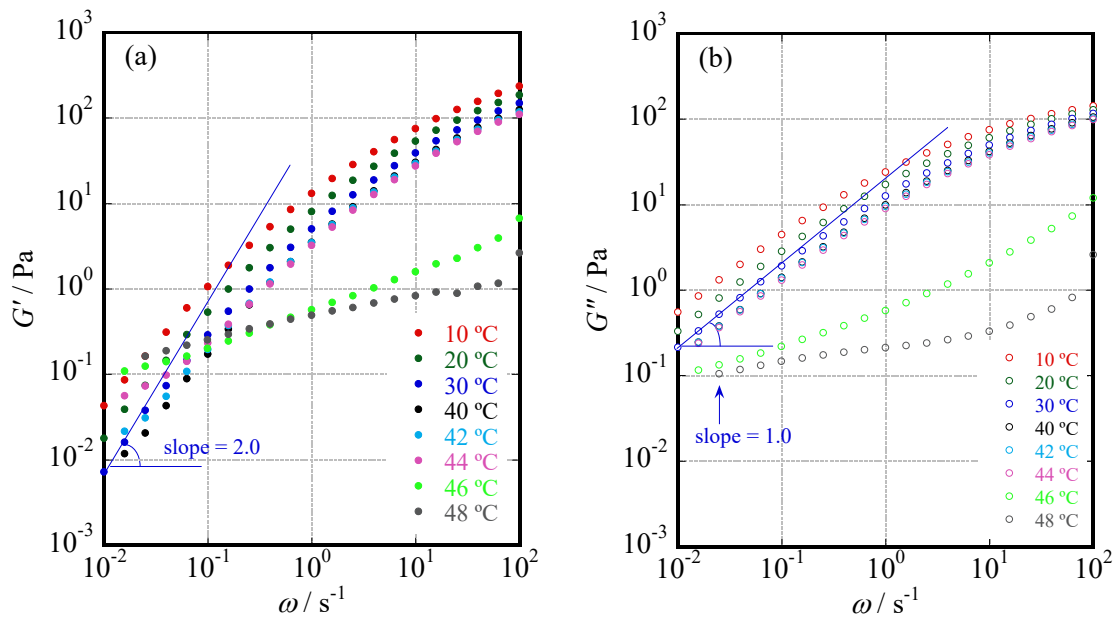 (a)
G′ / Pa
10³
10²
10¹
10⁰
10⁻¹
10⁻²
10⁻³
10 ºC
20 ºC
30 ºC
40 ºC
42 ºC
44 ºC
46 ºC
48 ºC
slope = 2.0
10⁻² 10⁻¹ 10⁰ 10¹ 10²
ω / s⁻¹
(b)
G″ / Pa
10³
10²
10¹
10⁰
10⁻¹
10⁻²
10⁻³
10 ºC
20 ºC
30 ºC
40 ºC
42 ºC
44 ºC
46 ºC
48 ºC
slope = 1.0
10⁻² 10⁻¹ 10⁰ 10¹ 10²
ω / s⁻¹